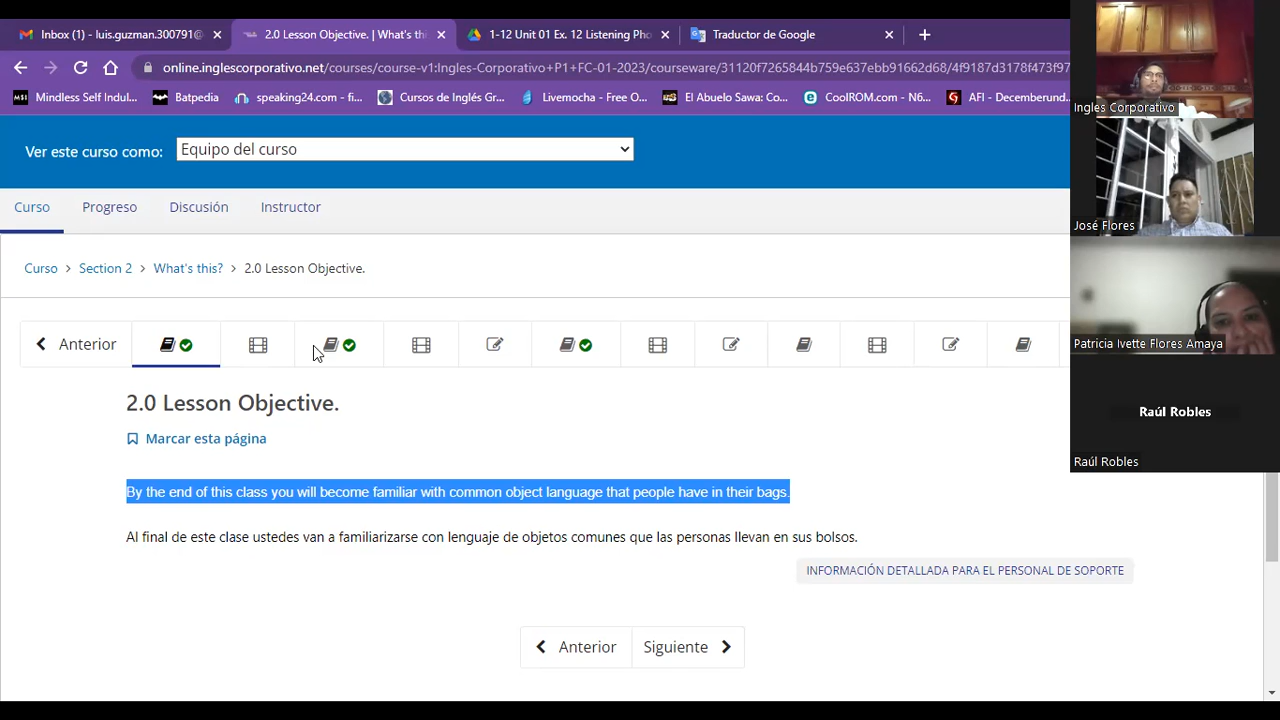 Inbox (1) - luis.guzman.300791@
2.0 Lesson Objective. | What's thi
1-12 Unit 01 Ex. 12 Listening Pho
Traductor de Google
online.inglescorporativo.net/courses/course-v1:Ingles-Corporativo+P1+FC-01-2023/courseware/31120f7265844b759e637ebb91662d68/4f9187d3178f473f97
Mindless Self Indul...
Batpedia
speaking24.com - fi...
Cursos de Inglés Gr...
Livemocha - Free O...
El Abuelo Sawa: Co...
CoolROM.com - N6...
AFI - Decemberund...
Ver este curso como:
Equipo del curso
Curso
Progreso
Discusión
Instructor
Curso > Section 2 > What's this? > 2.0 Lesson Objective.
Anterior
2.0 Lesson Objective.
Marcar esta página
By the end of this class you will become familiar with common object language that people have in their bags.
Al final de este clase ustedes van a familiarizarse con lenguaje de objetos comunes que las personas llevan en sus bolsos.
INFORMACIÓN DETALLADA PARA EL PERSONAL DE SOPORTE
Anterior
Siguiente
Ingles Corporativo
José Flores
Patricia Ivette Flores Amaya
Raúl Robles
Raúl Robles